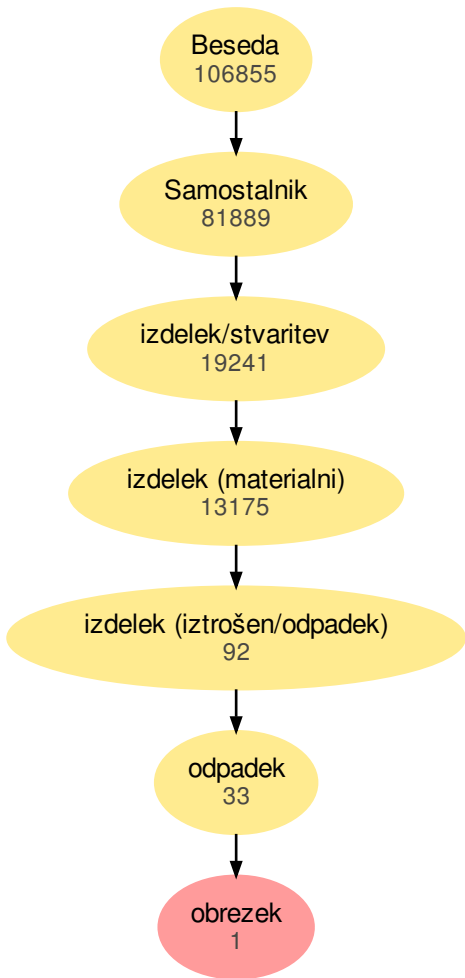 Beseda
106855
Samostalnik
81889
izdelek/stvaritev
19241
izdelek (materialni)
13175
izdelek (iztrošen/odpadek)
92
odpadek
33
obrezek
1